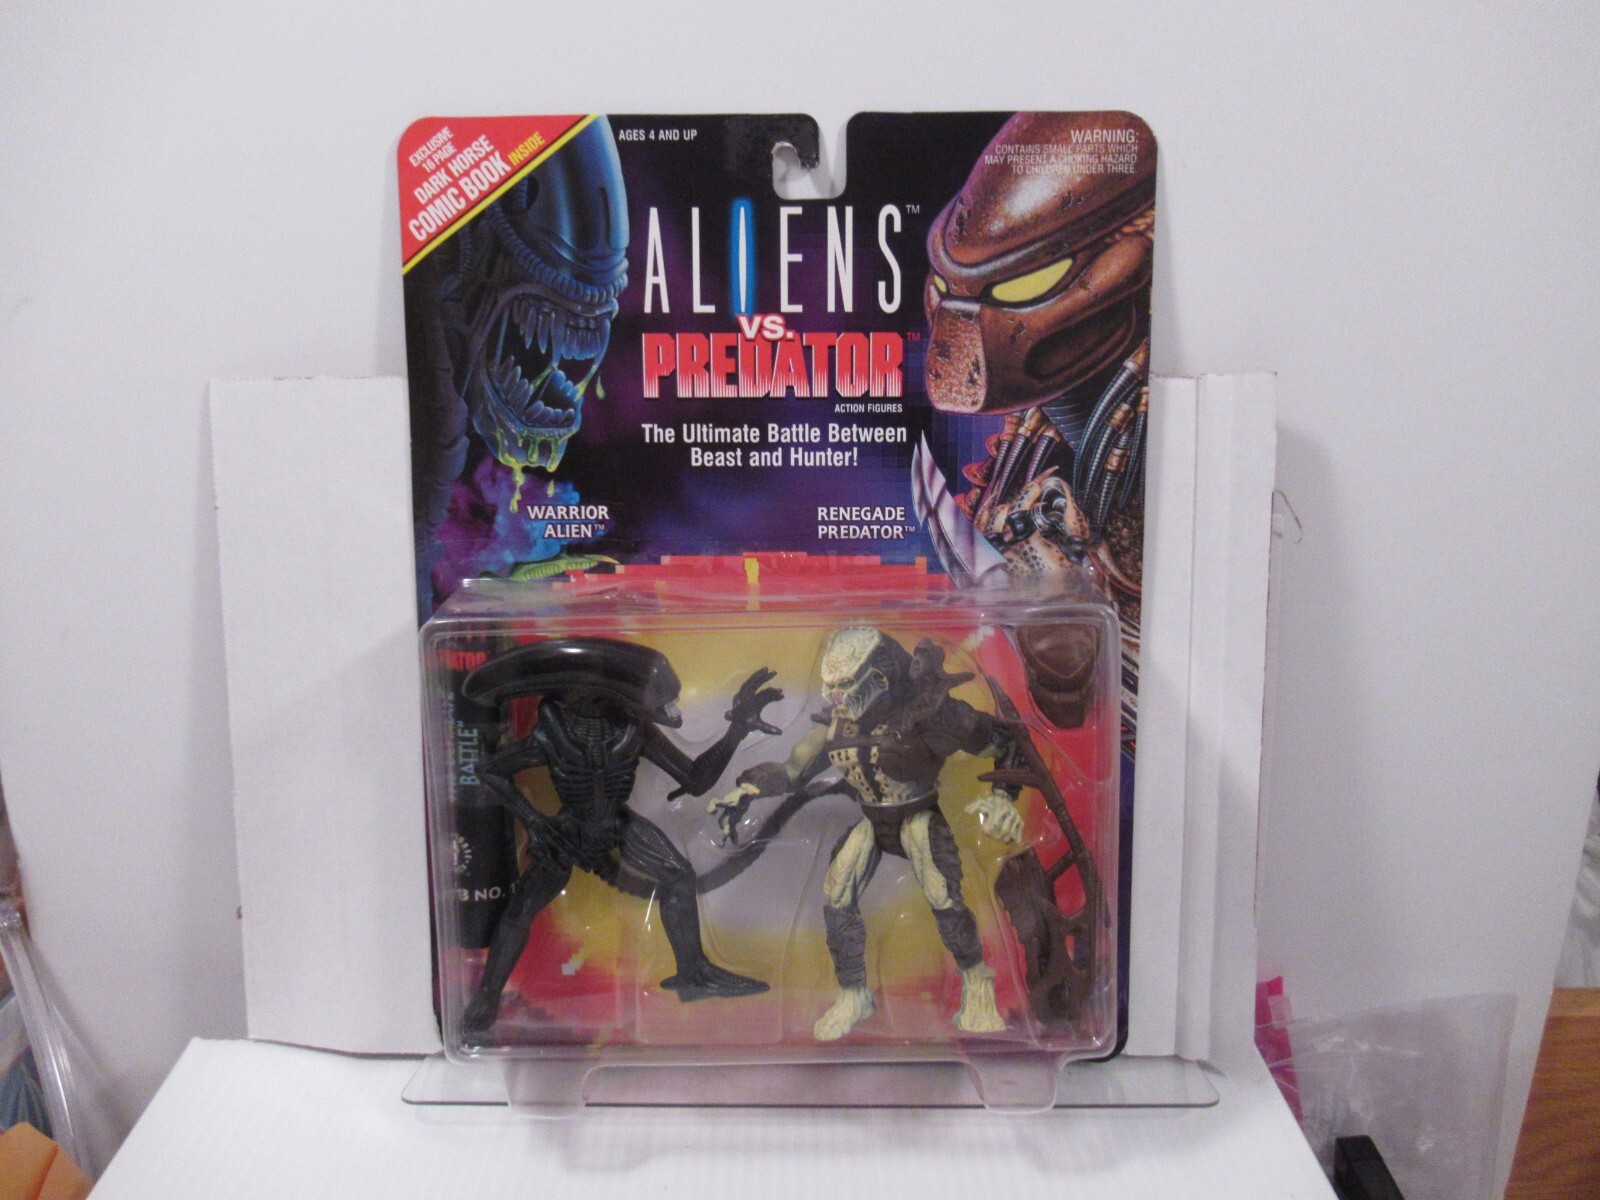 EXCLUSIVE
16 PAGE
DARK HORSE
COMIC BOOK INSIDE
AGES 4 AND UP
WARNING:
CONTAINS SMALL PARTS WHICH
MAY PRESENT A CHOKING HAZARD
TO CHILDREN UNDER THREE.
ALIENS™
VS.
PREDATOR™
ACTION FIGURES
The Ultimate Battle Between
Beast and Hunter!
WARRIOR
ALIEN™
RENEGADE
PREDATOR™
BATTLE"
NO.